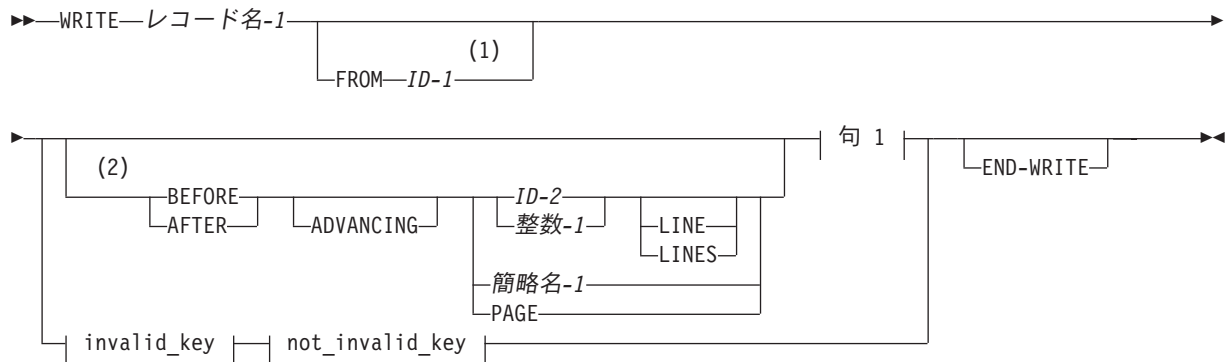 WRITE レコード名-1
(1)
FROM ID-1
句 1
(2)
END-WRITE
BEFORE ID-2
AFTER ADVANCING 整数-1 LINE
LINES
簡略名-1
PAGE
invalid_key not_invalid_key